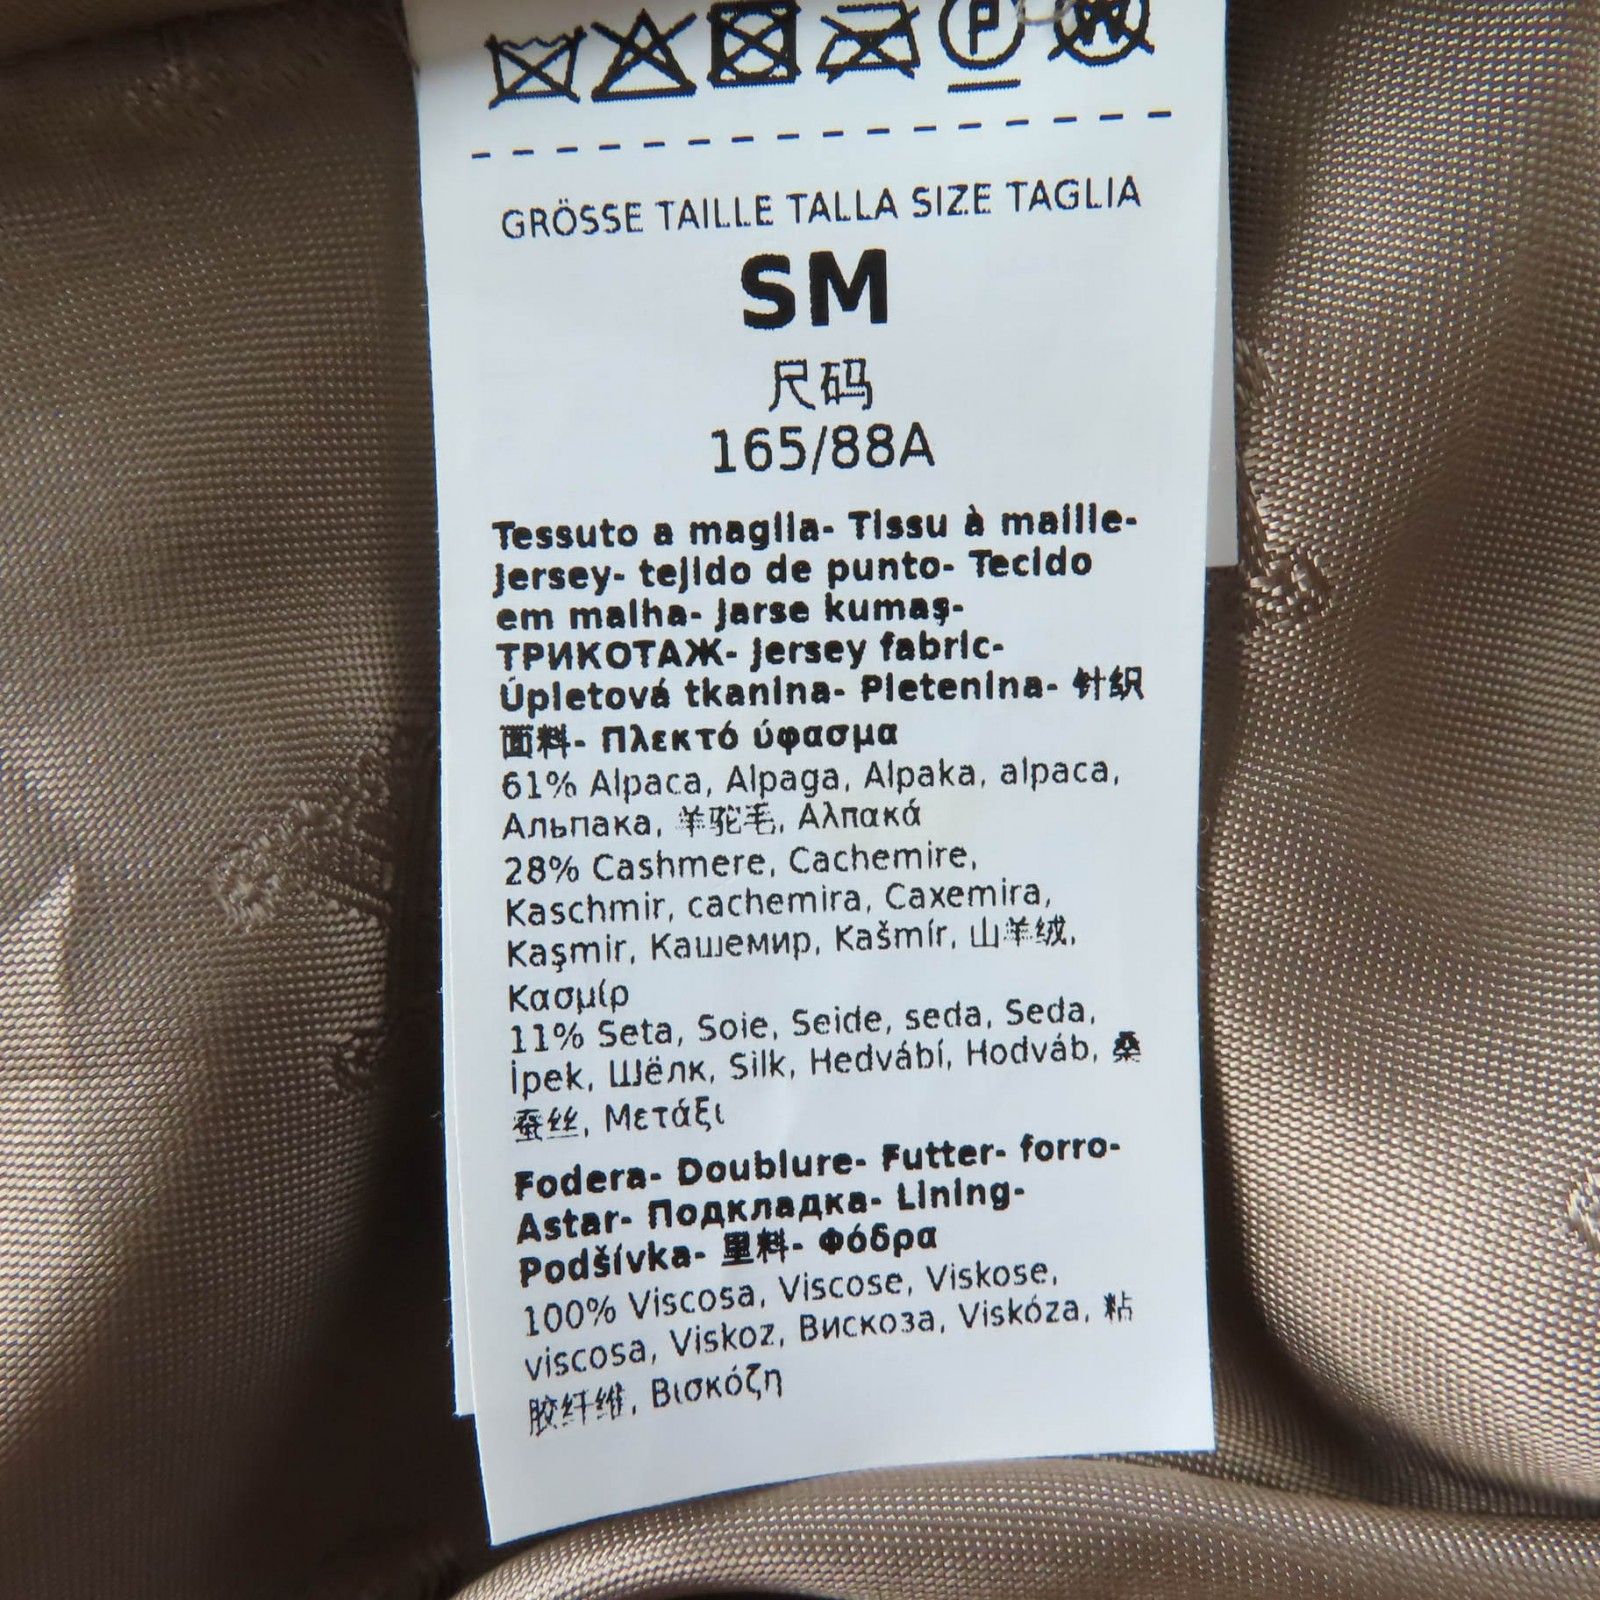 P
GRÖSSE TAILLE TALLA SIZE TAGLIA
SM
尺码
165/88A
Tessuto a maglia- Tissu à maille-
jersey- tejido de punto- Tecido
em malha- jarse kumaş-
ТРИКОТАЖ- jersey fabric-
Úpletová tkanina- Pletenina- 针织
面料- Πλεκτό ύφασμα
61% Alpaca, Alpaga, Alpaka, alpaca,
Альпака, 羊驼毛, Αλπακά
28% Cashmere, Cachemire,
Kaschmir, cachemira, Caxemira,
Kaşmir, Кашемир, Kašmír, 山羊绒,
Κασμίρ
11% Seta, Soie, Seide, seda, Seda,
İpek, Шёлк, Silk, Hedvábí, Hodváb, 桑
蚕丝, Μετάξι
Fodera- Doublure- Futter- forro-
Astar- Подкладка- Lining-
Podšívka- 里料- Φόδρα
100% Viscosa, Viscose, Viskose,
viscosa, Viskoz, Вискоза, Viskóza, 粘
胶纤维, Βισκόζη